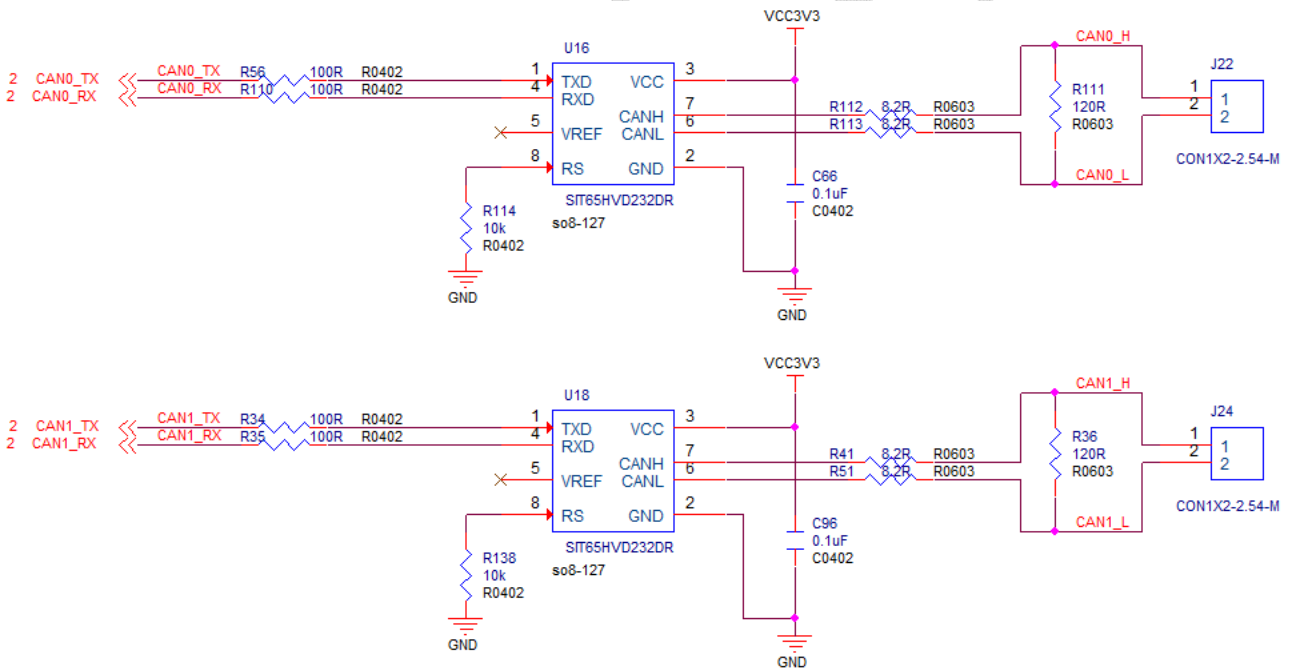 VCC3V3
U16
CAN0_H
J22
2 CAN0_TX CAN0_TX R56 100R R0402 1 TXD VCC 3
2 CAN0_RX CAN0_RX R110 100R R0402 4 RXD
1 1
2 2
R111
120R
R0603
CANH 7 R112 8.2R R0603
5 VREF CANL 6 R113 8.2R R0603
8 RS GND 2
CON1X2-2.54-M
CAN0_L
SIT65HVD232DR
so8-127
C66
0.1uF
C0402
R114
10k
R0402
GND
GND
VCC3V3
U18
CAN1_H
J24
2 CAN1_TX CAN1_TX R34 100R R0402 1 TXD VCC 3
2 CAN1_RX CAN1_RX R35 100R R0402 4 RXD
1 1
2 2
R36
120R
R0603
CANH 7 R41 8.2R R0603
5 VREF CANL 6 R51 8.2R R0603
8 RS GND 2
CON1X2-2.54-M
CAN1_L
SIT65HVD232DR
so8-127
C96
0.1uF
C0402
R138
10k
R0402
GND
GND